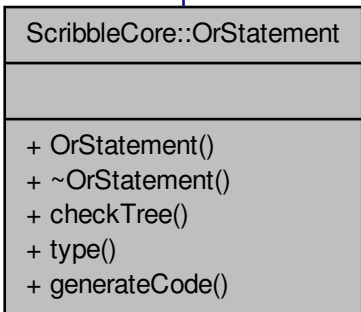 ScribbleCore::OrStatement
+ OrStatement()
+ ~OrStatement()
+ checkTree()
+ type()
+ generateCode()